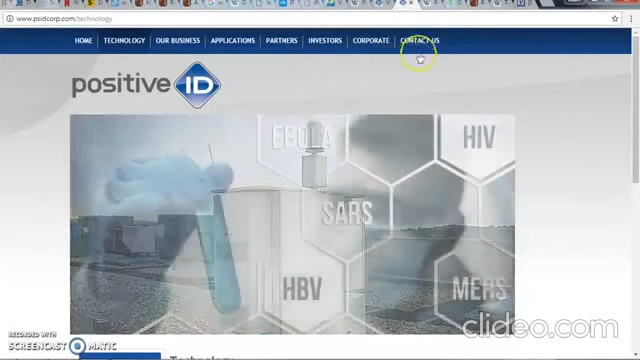 www.psidcorp.com/technology
HOME TECHNOLOGY OUR BUSINESS APPLICATIONS PARTNERS INVESTORS CORPORATE CONTACT US
positive ID
EBOLA
HIV
SARS
HBV
MERS
RECORDED WITH
SCREENCAST MATIC
clideo.com
Technology